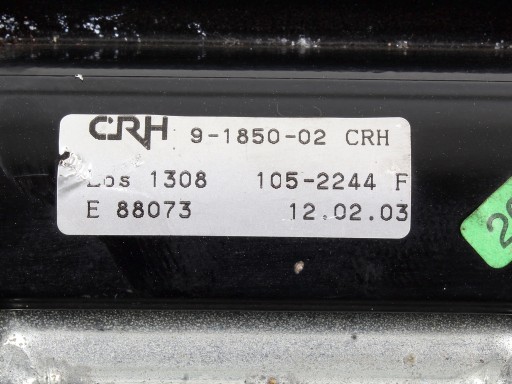 CRH 9-1850-02 CRH
Los 1308 105-2244 F
E 88073 12.02.03